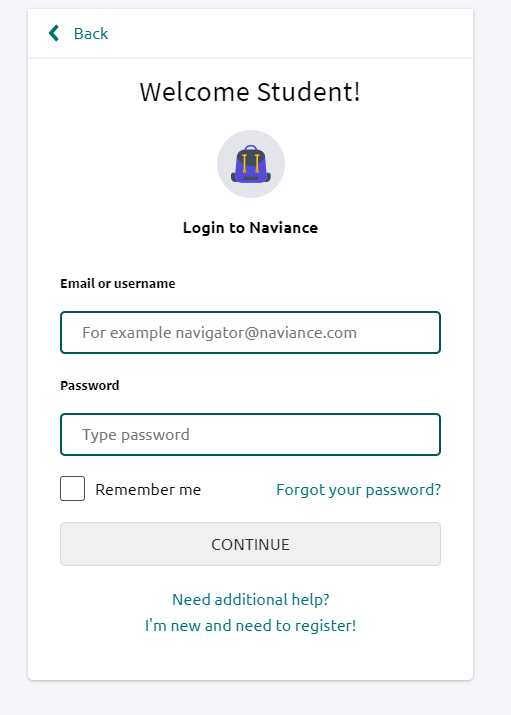 Back
Welcome Student!
Login to Naviance
Email or username
For example navigator@naviance.com
Password
Type password
Remember me Forgot your password?
CONTINUE
Need additional help?
I'm new and need to register!